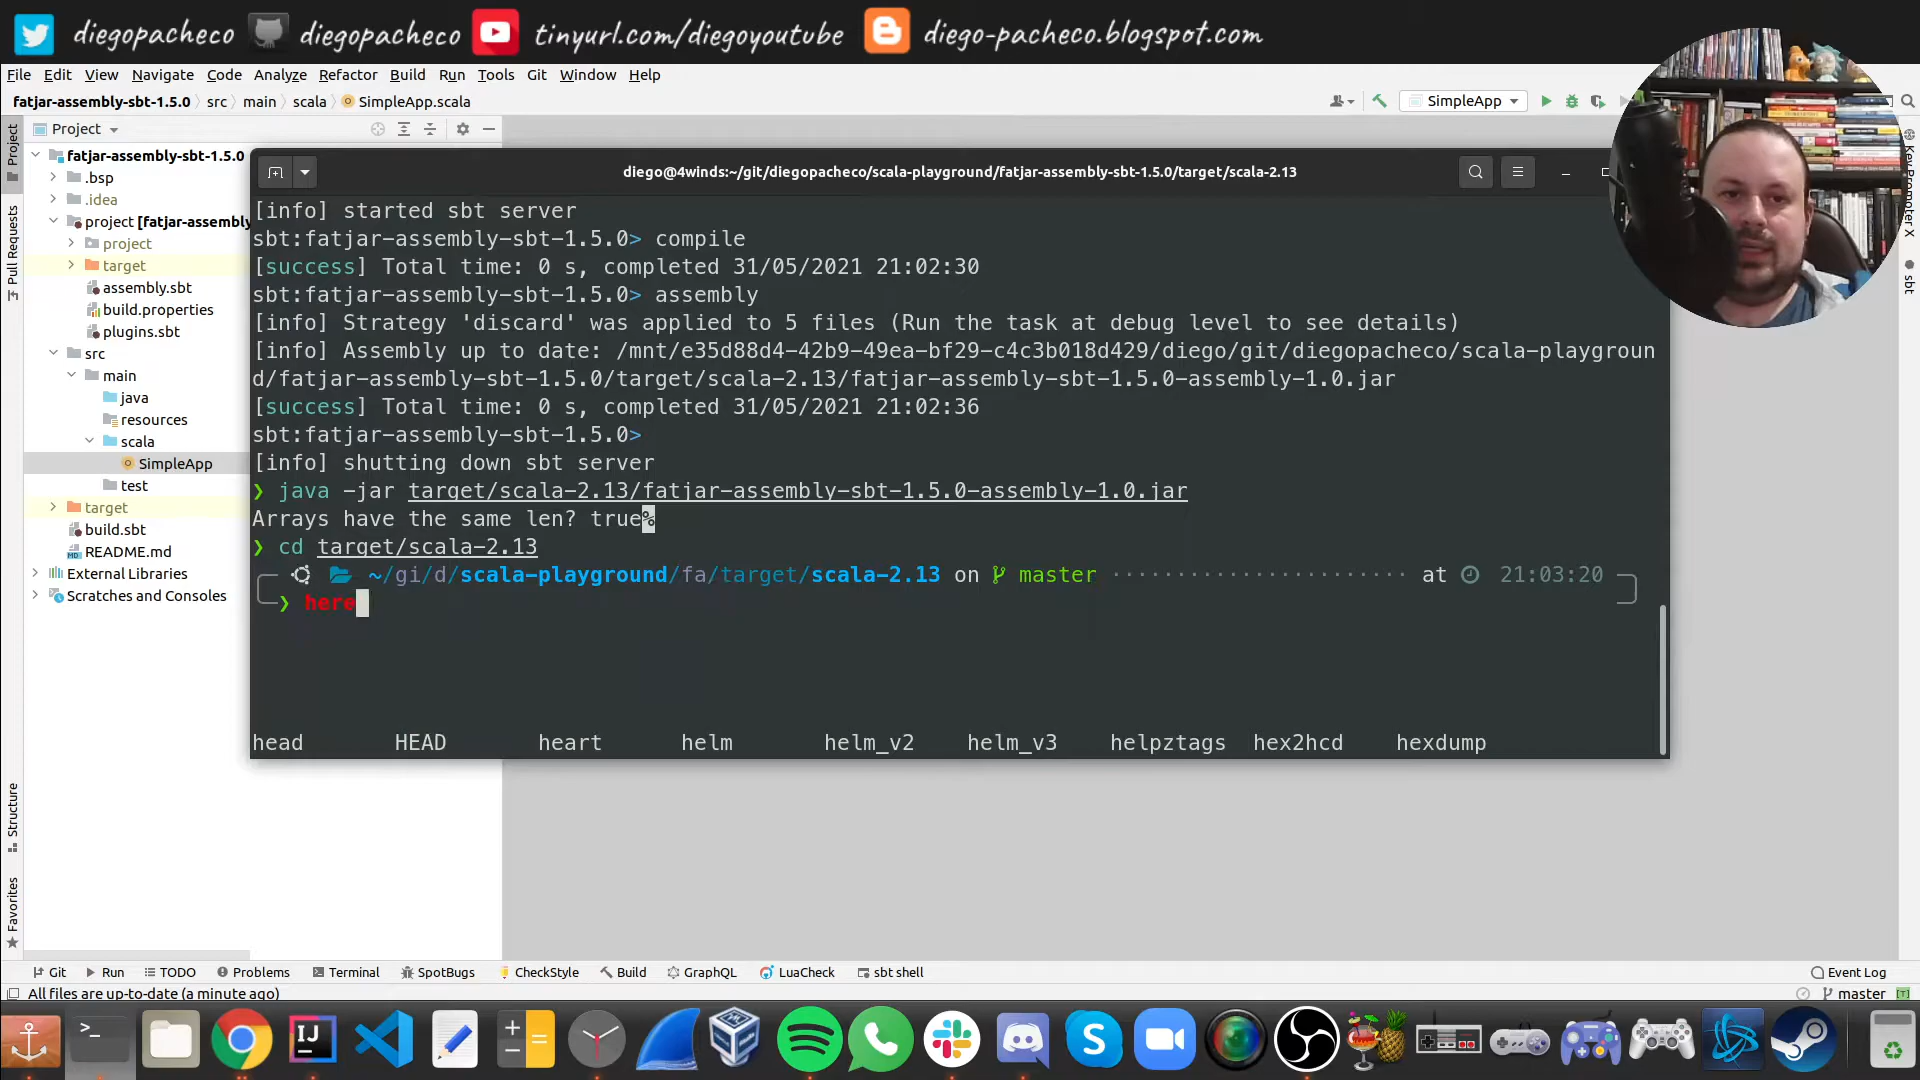 diegopacheco diegopacheco tinyurl.com/diegoyoutube diego-pacheco.blogspot.com
File Edit View Navigate Code Analyze Refactor Build Run Tools Git Window Help
fatjar-assembly-sbt-1.5.0 src main scala SimpleApp.scala
SimpleApp
Project
Project
Pull Requests
Structure
Favorites
Key Promoter X
sbt
fatjar-assembly-sbt-1.5.0
.bsp
.idea
project [fatjar-assembly
project
target
assembly.sbt
build.properties
plugins.sbt
src
main
java
resources
scala
SimpleApp
test
target
build.sbt
README.md
External Libraries
Scratches and Consoles
diego@4winds:~/git/diegopacheco/scala-playground/fatjar-assembly-sbt-1.5.0/target/scala-2.13
[info] started sbt server
sbt:fatjar-assembly-sbt-1.5.0> compile
[success] Total time: 0 s, completed 31/05/2021 21:02:30
sbt:fatjar-assembly-sbt-1.5.0> assembly
[info] Strategy 'discard' was applied to 5 files (Run the task at debug level to see details)
[info] Assembly up to date: /mnt/e35d88d4-42b9-49ea-bf29-c4c3b018d429/diego/git/diegopacheco/scala-playgroun
d/fatjar-assembly-sbt-1.5.0/target/scala-2.13/fatjar-assembly-sbt-1.5.0-assembly-1.0.jar
[success] Total time: 0 s, completed 31/05/2021 21:02:36
sbt:fatjar-assembly-sbt-1.5.0>
[info] shutting down sbt server
❯ java -jar target/scala-2.13/fatjar-assembly-sbt-1.5.0-assembly-1.0.jar
Arrays have the same len? true%
❯ cd target/scala-2.13
~/gi/d/scala-playground/fa/target/scala-2.13 on master at 21:03:20
❯ here
head HEAD heart helm helm_v2 helm_v3 helpztags hex2hcd hexdump
Git Run TODO Problems Terminal SpotBugs CheckStyle Build GraphQL LuaCheck sbt shell Event Log
All files are up-to-date (a minute ago) master